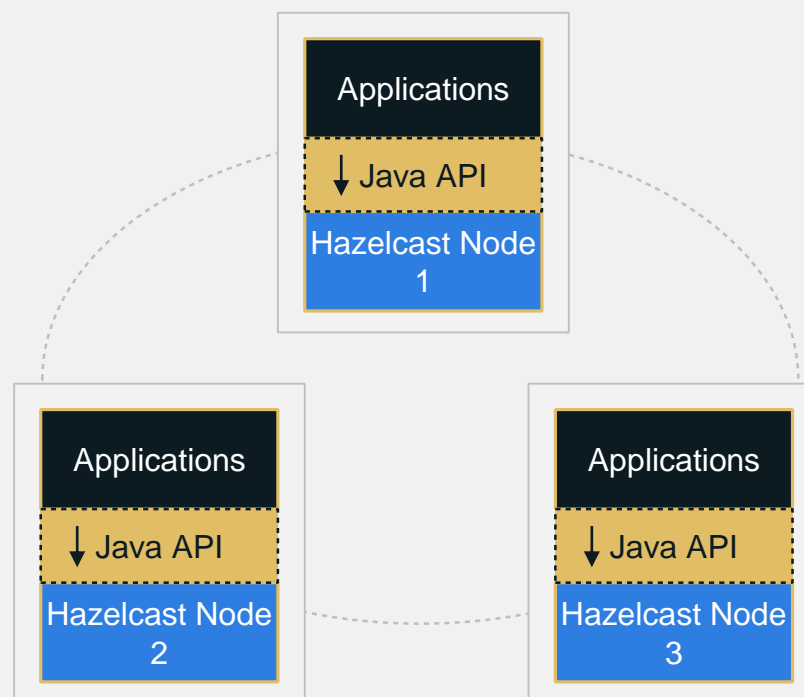 Applications
Java API
Hazelcast Node
1
Applications
Java API
Hazelcast Node
2
Applications
Java API
Hazelcast Node
3